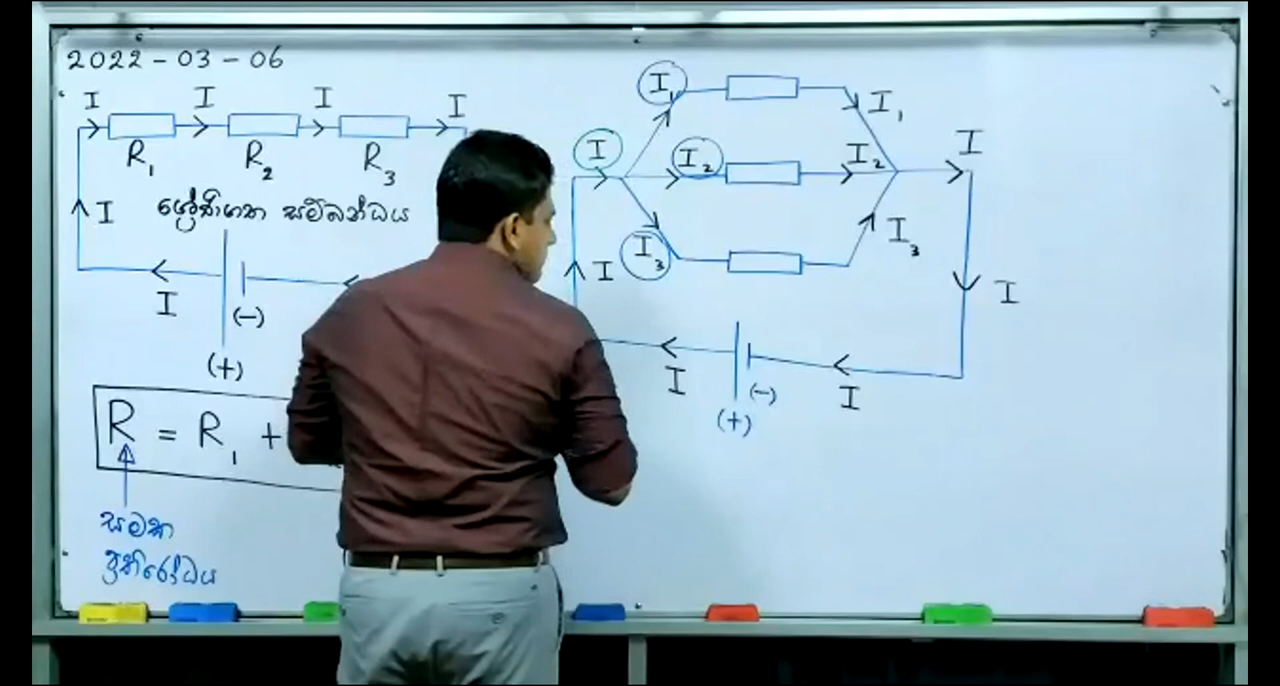 2022 - 03 - 06
I I I I
R₁ R₂ R₃
I
ශ්‍රේණිගත සම්බන්ධය
I
(-)
(+)
R = R₁ +
සමක
ප්‍රතිරෝධය
I₁ I₁
I I₂ I₂ I
I₃ I₃
I I
I I
(-)
(+)